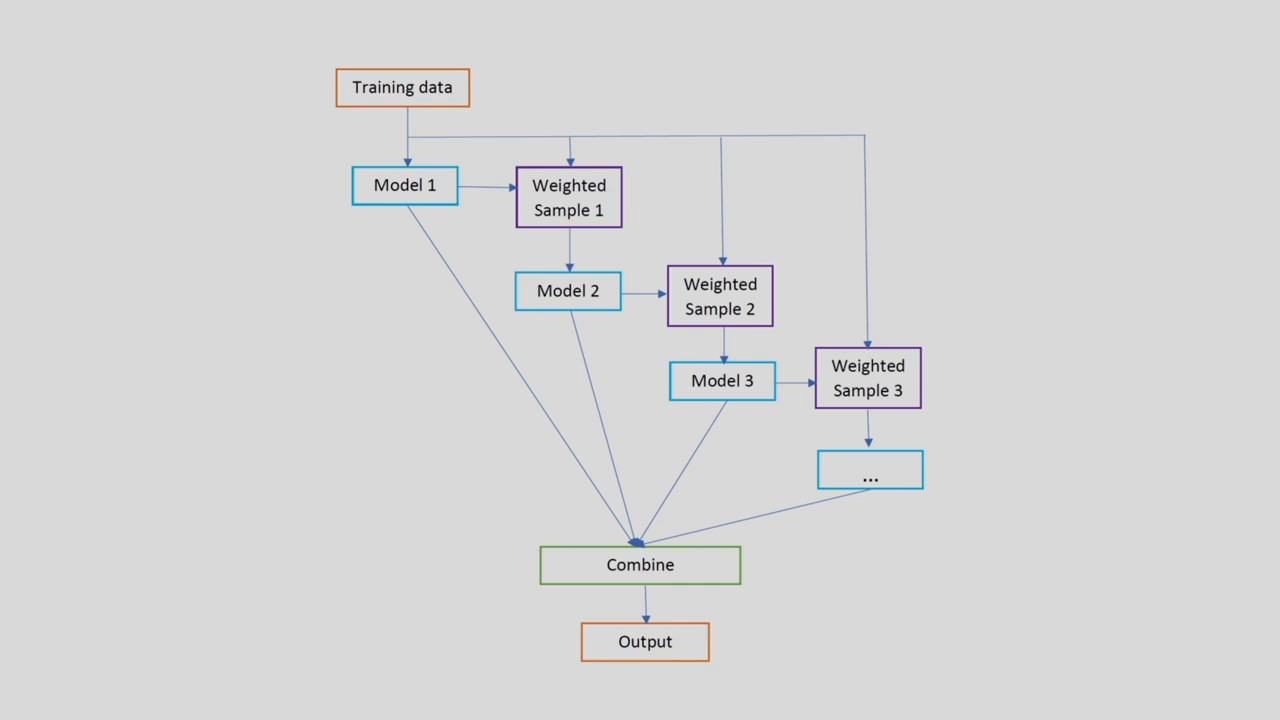 Training data
Model 1
Weighted
Sample 1
Model 2
Weighted
Sample 2
Model 3
Weighted
Sample 3
...
Combine
Output